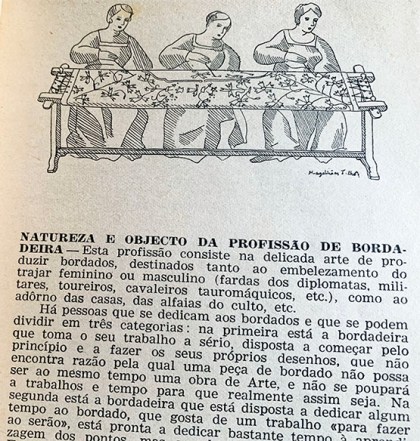 NATUREZA E OBJECTO DA PROFISSÃO DE BORDA-
DEIRA — Esta profissão consiste na delicada arte de pro-
duzir bordados, destinados tanto ao embelezamento do
trajar feminino ou masculino (fardas dos diplomatas, mili-
tares, toureiros, cavaleiros tauromáquicos, etc.), como ao
adôrno das casas, das alfaias do culto, etc.
Há pessoas que se dedicam aos bordados e que se podem
dividir em três categorias: na primeira está a bordadeira
que toma o seu trabalho a sério, disposta a começar pelo
princípio e a fazer os seus próprios desenhos, que não
encontra razão pela qual uma peça de bordado não possa
ser ao mesmo tempo uma obra de Arte, e não se poupará
a trabalhos e tempo para que realmente assim seja. Na
segunda está a bordadeira que está disposta a dedicar algum
tempo ao bordado, que gosta de um trabalho «para fazer
ao serão», está pronta a dedicar bastante tempo à apren-
zagem dos pontos, mas